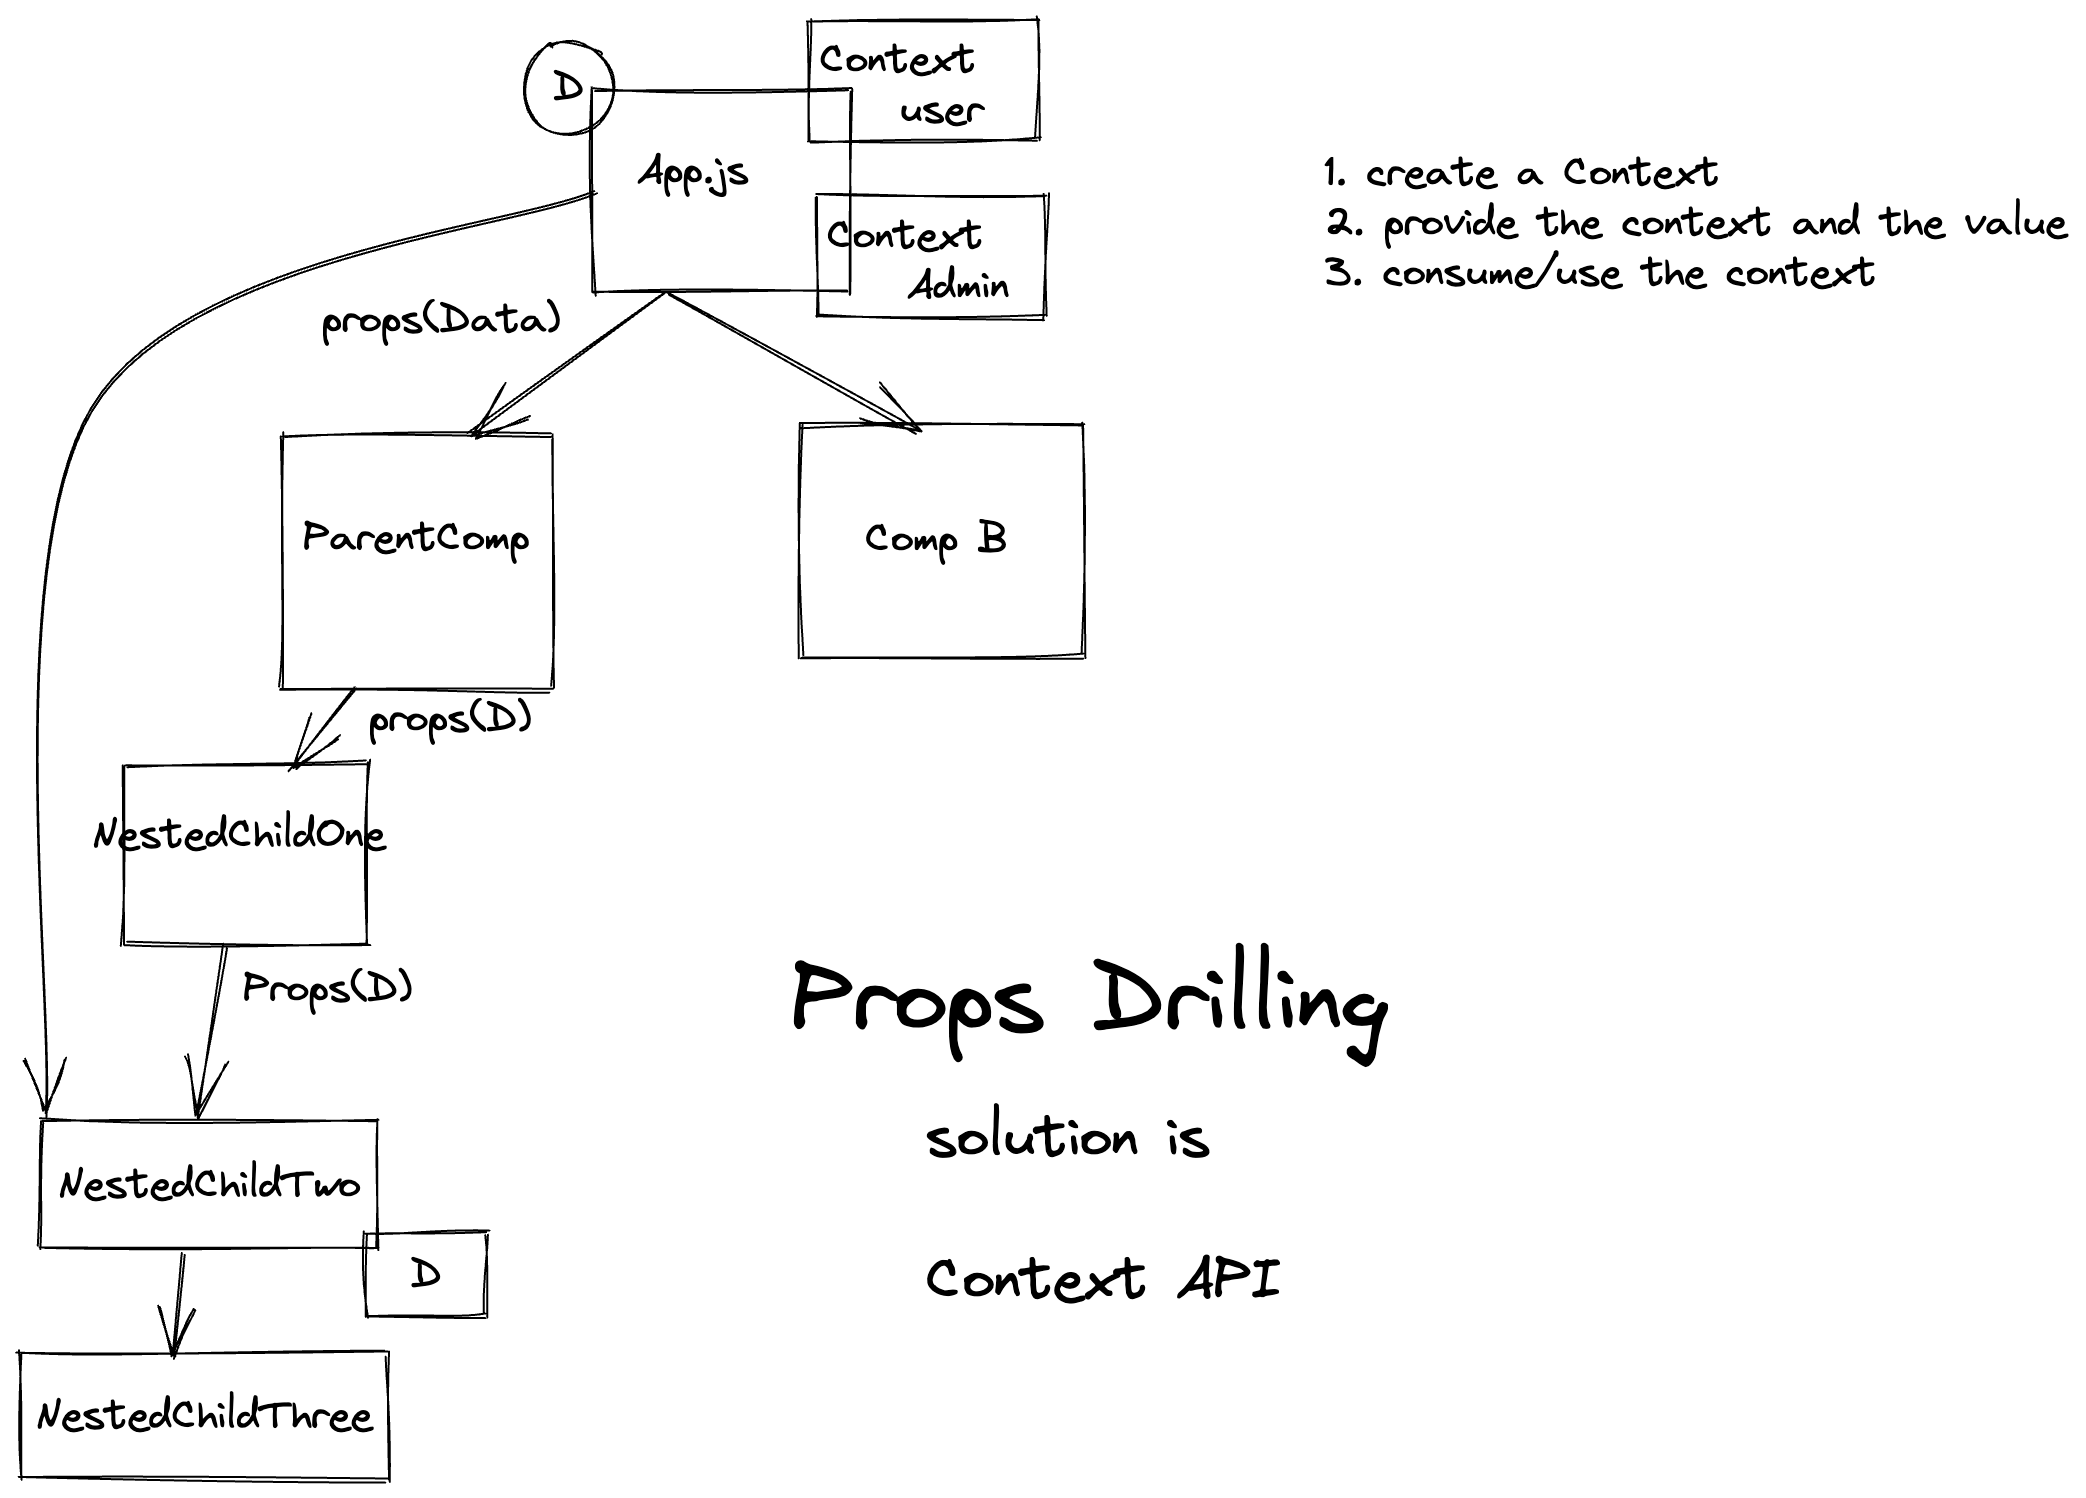 D
Context
user
App.js
Context
Admin
1. create a Context
2. provide the context and the value
3. consume/use the context
props(Data)
ParentComp
Comp B
props(D)
NestedChildOne
Props(D)
Props Drilling
solution is
NestedChildTwo
D
Context API
NestedChildThree